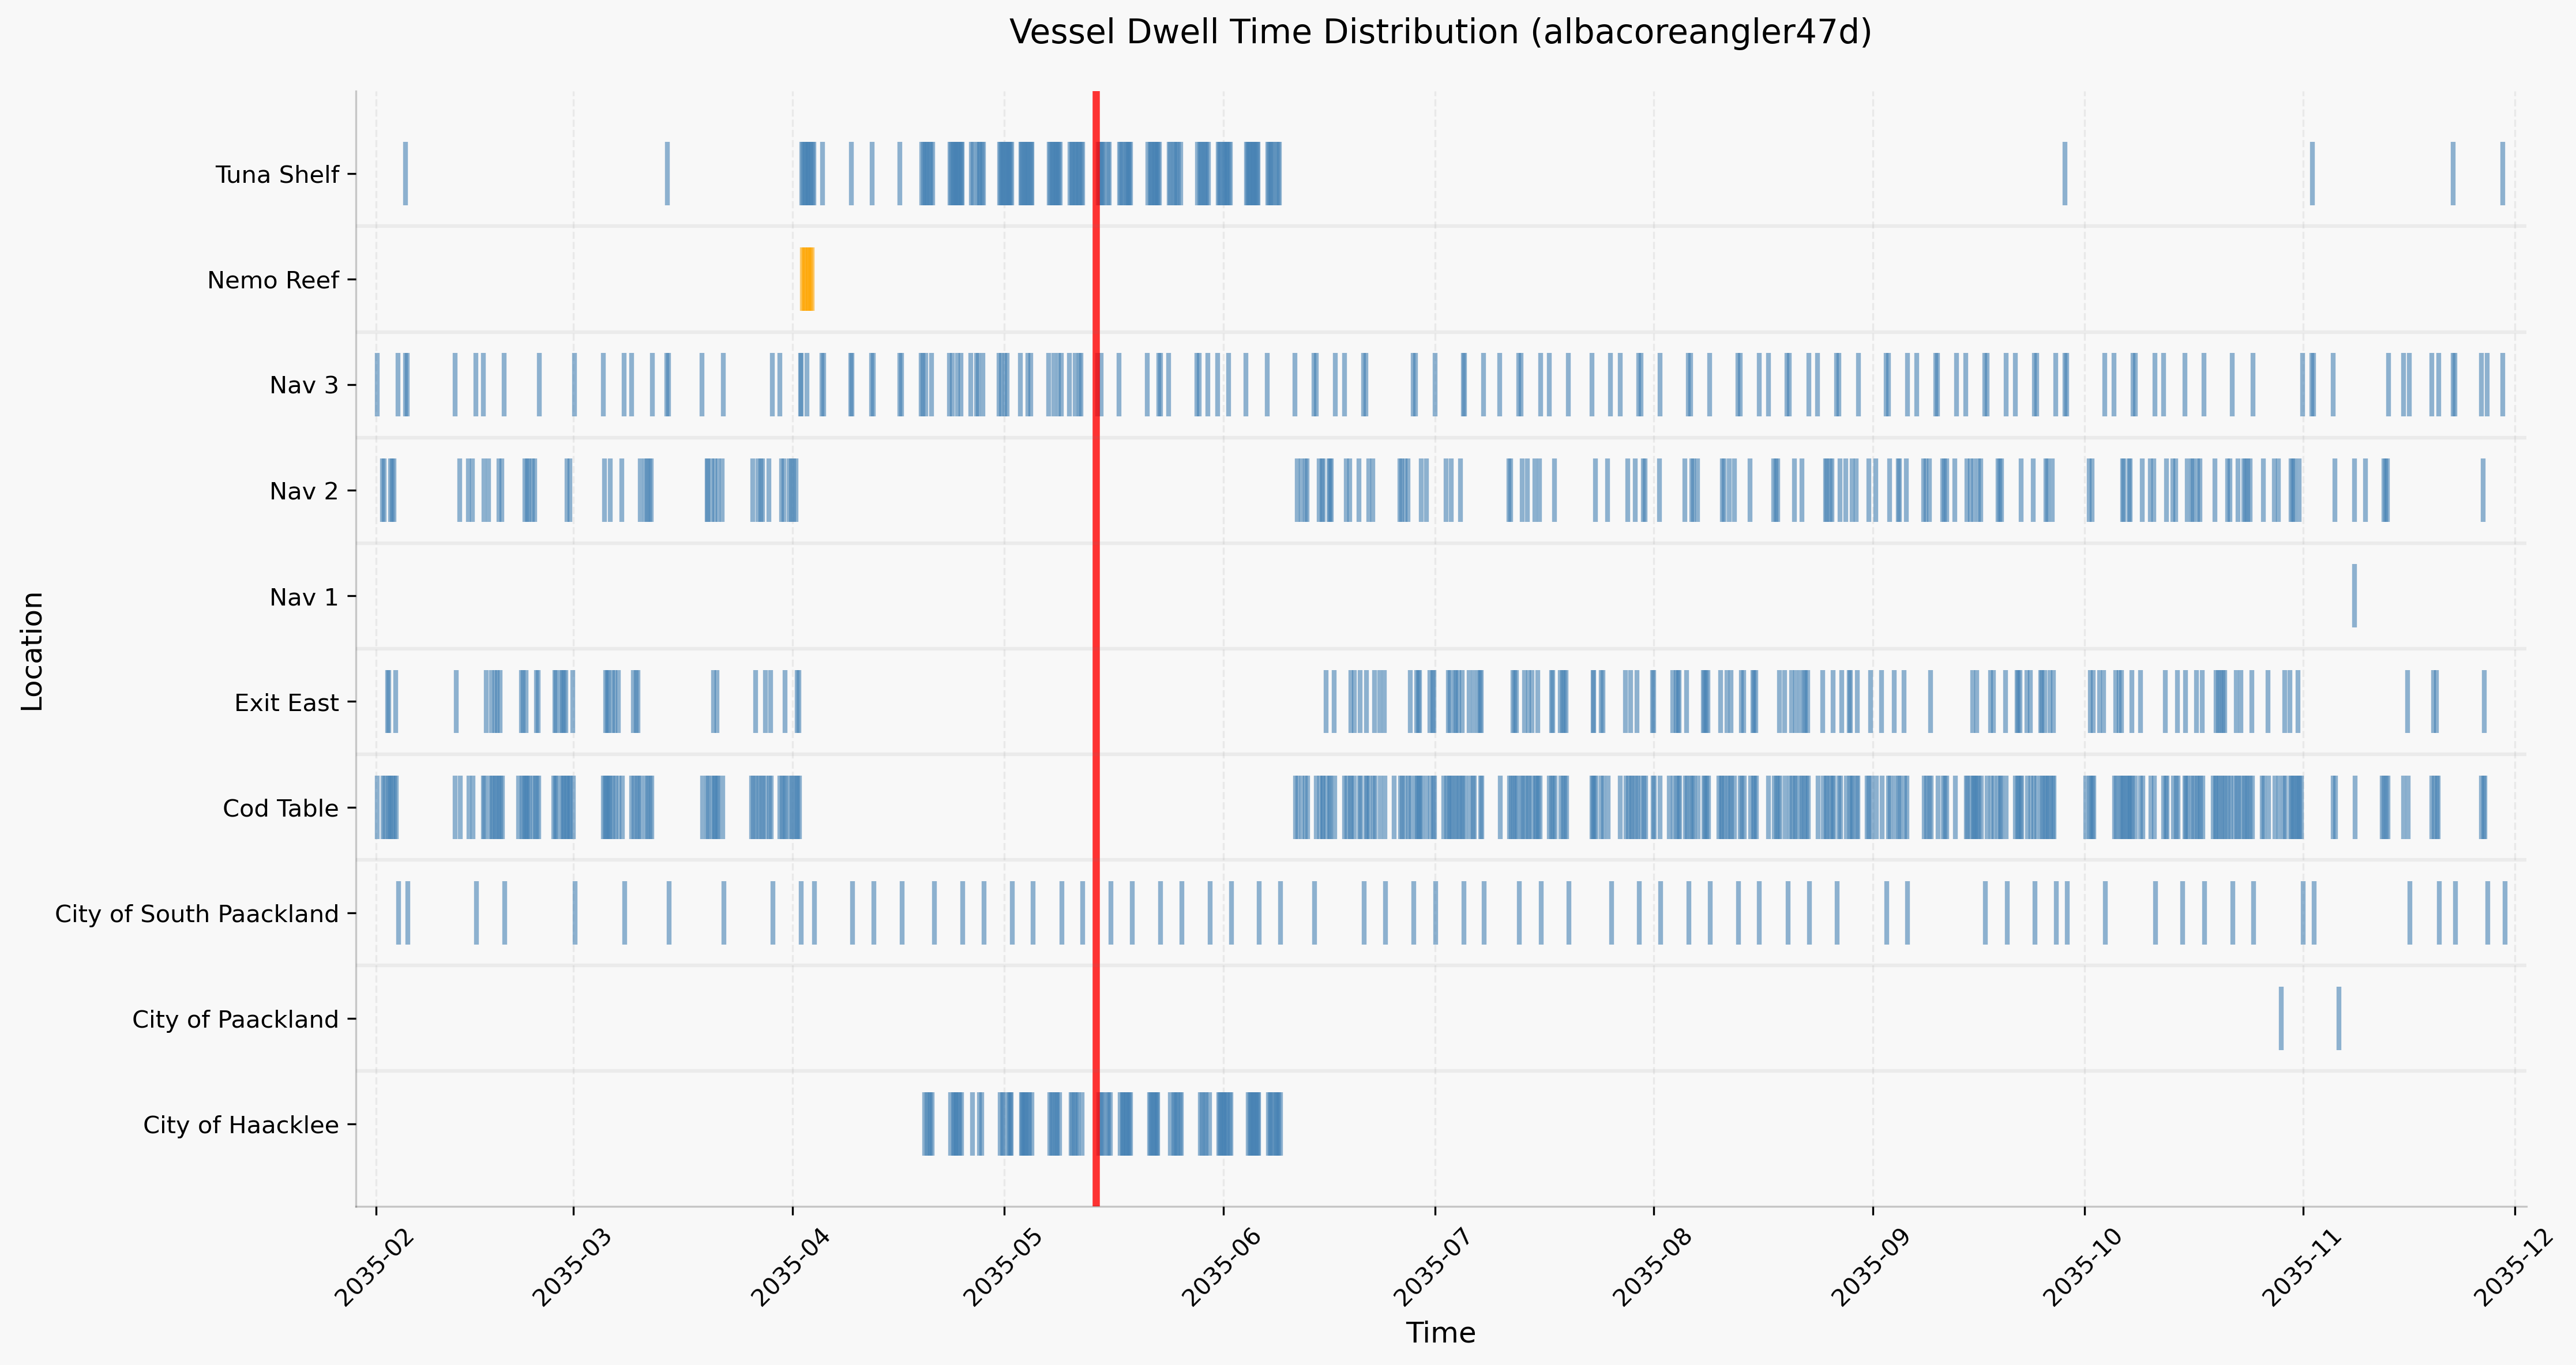 Vessel Dwell Time Distribution (albacoreangler47d)
Location
Tuna Shelf
Nemo Reef
Nav 3
Nav 2
Nav 1
Exit East
Cod Table
City of South Paackland
City of Paackland
City of Haacklee
2035-02
2035-03
2035-04
2035-05
2035-06
2035-07
2035-08
2035-09
2035-10
2035-11
2035-12
Time